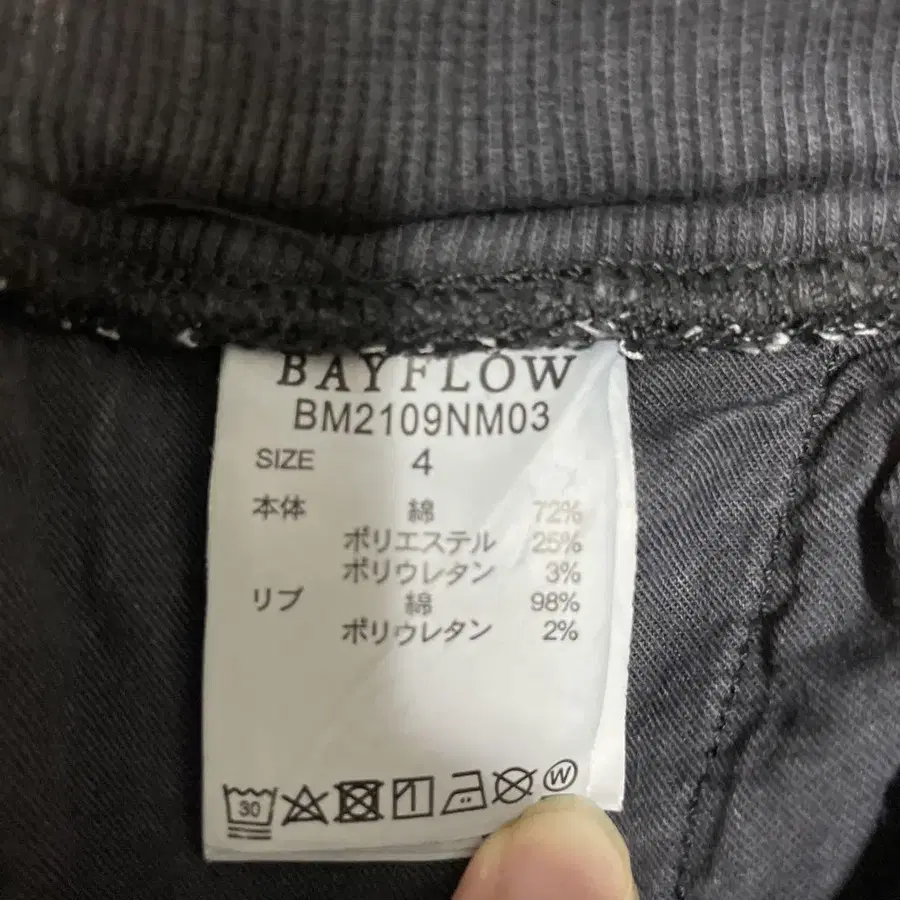 BAYFLOW
BM2109NM03
SIZE 4
本体 綿 72%
ポリエステル 25%
ポリウレタン 3%
リブ 綿 98%
ポリウレタン 2%
30
W